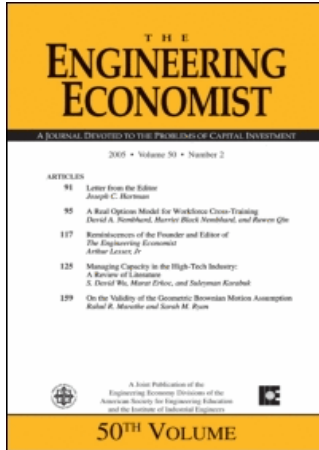 THE
ENGINEERING
ECONOMIST
A JOURNAL DEVOTED TO THE PROBLEMS OF CAPITAL INVESTMENT
2005 • Volume 50 • Number 2
ARTICLES
91 Letter from the Editor
Joseph C. Hartman
95 A Real Options Model for Workforce Cross-Training
David A. Nembhard, Harriet Black Nembhard, and Ruwen Qin
117 Reminiscences of the Founder and Editor of
The Engineering Economist
Arthur Lesser, Jr
125 Managing Capacity in the High-Tech Industry:
A Review of Literature
S. David Wu, Murat Erkoc, and Suleyman Karabuk
159 On the Validity of the Geometric Brownian Motion Assumption
Rahul R. Marathe and Sarah M. Ryan
A Joint Publication of the
Engineering Economy Divisions of the
American Society for Engineering Education
and the Institute of Industrial Engineers
50TH VOLUME